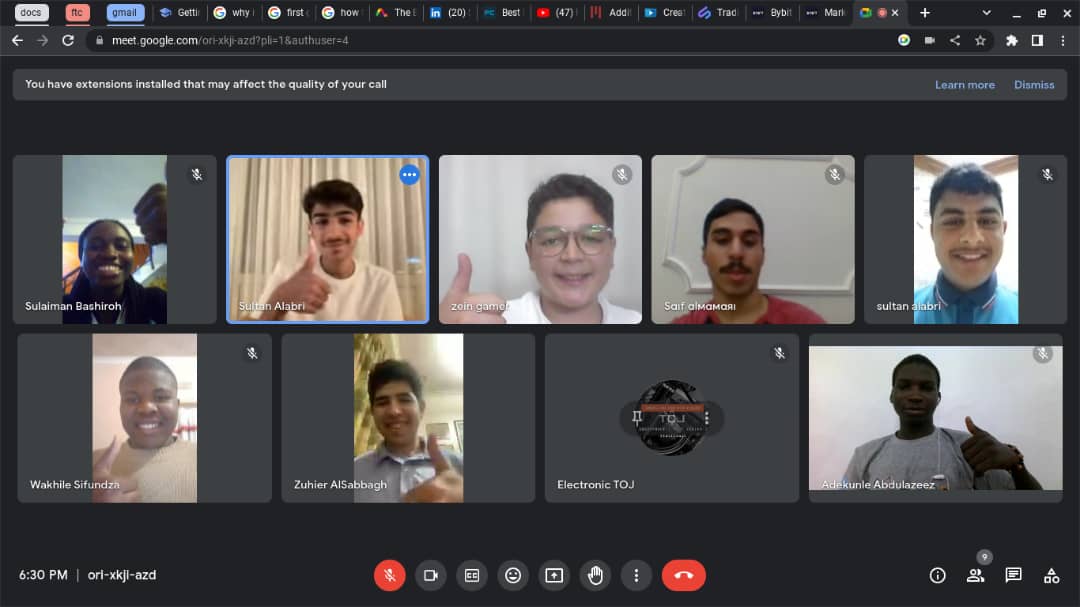 docs
ftc
gmail
Getti
why i
first c
how
The E
(20)
Best
(47)
Addi
Creat
Tradi
Bybit
Mark
meet.google.com/ori-xkji-azd?pli=1&authuser=4
You have extensions installed that may affect the quality of your call
Learn more
Dismiss
Sulaiman Bashiroh
Sultan Alabri
zein gamer
Saif alMaMaRI
sultan alabri
Wakhile Sifundza
Zuhier AlSabbagh
TOJ
Electronic TOJ
Adekunle Abdulazeez
6:30 PM | ori-xkji-azd
9